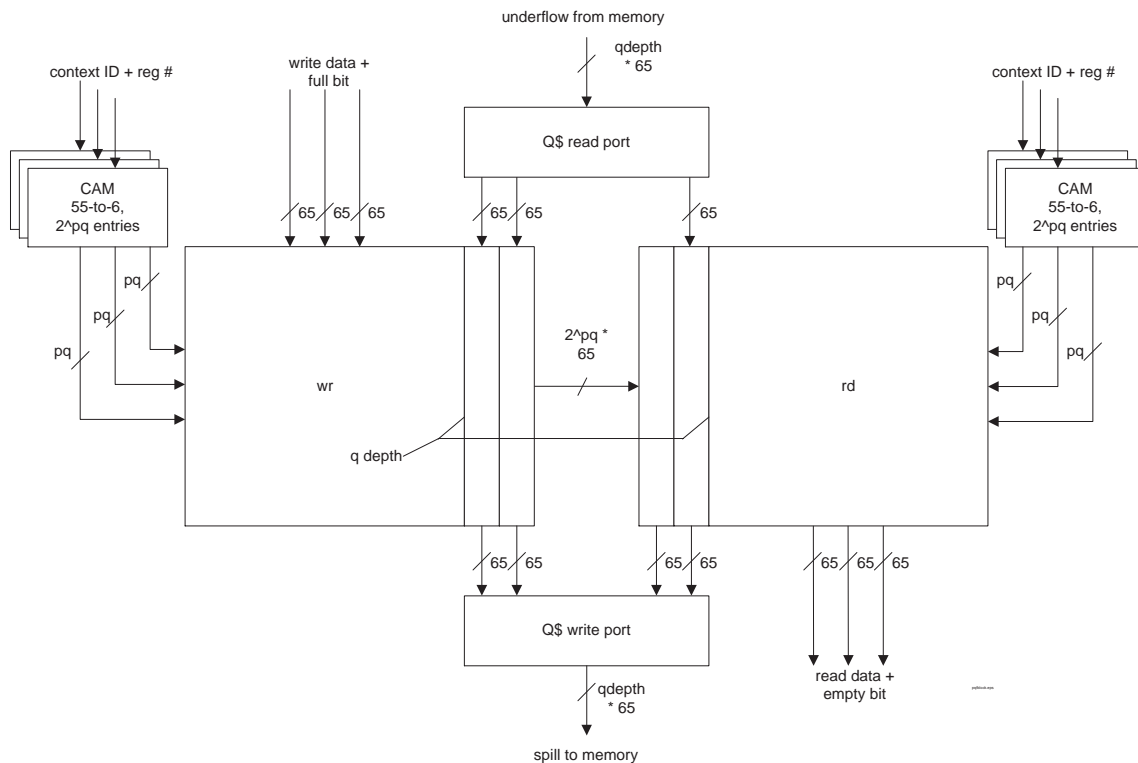 underflow from memory
qdepth
* 65
context ID + reg #
write data +
full bit
context ID + reg #
Q$ read port
CAM
55-to-6,
2^pq entries
CAM
55-to-6,
2^pq entries
65
65
65
65
65
65
pq
pq
pq
pq
pq
pq
2^pq *
65
wr
rd
q depth
65
65
65
65
65
65
65
Q$ write port
qdepth
* 65
read data +
empty bit
spill to memory